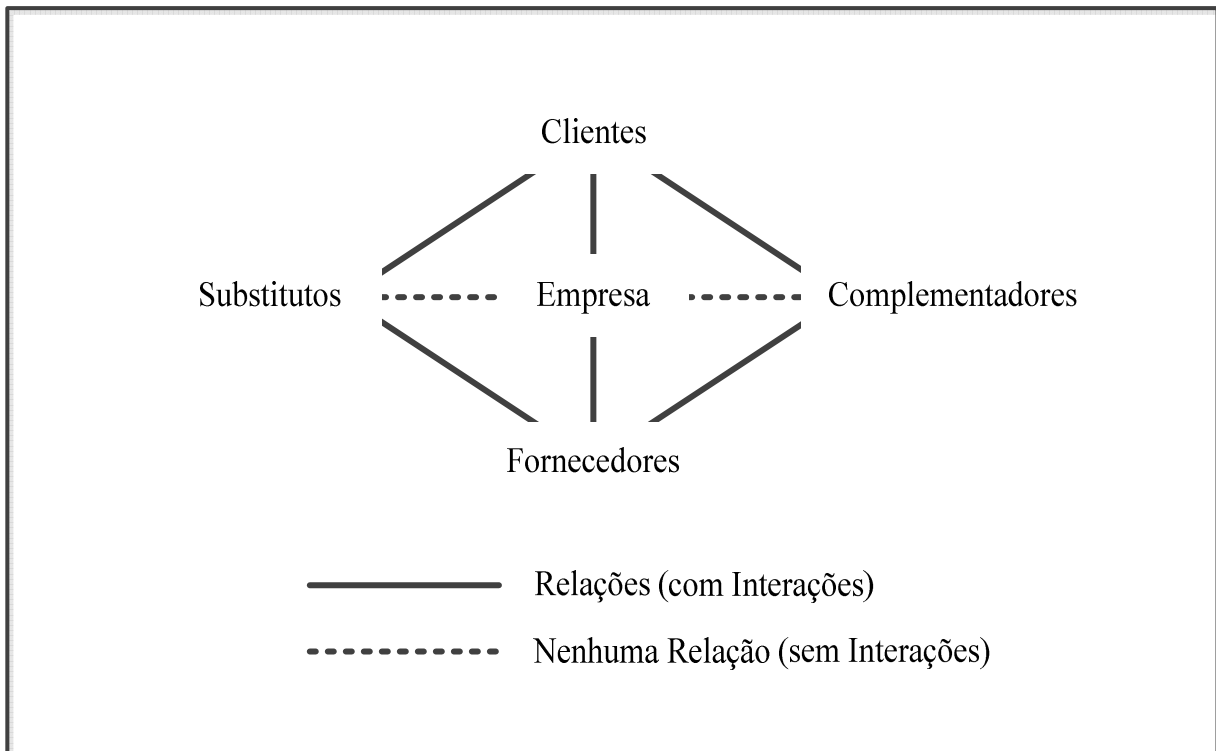 Clientes
Substitutos Empresa Complementadores
Fornecedores
Relações (com Interações)
Nenhuma Relação (sem Interações)